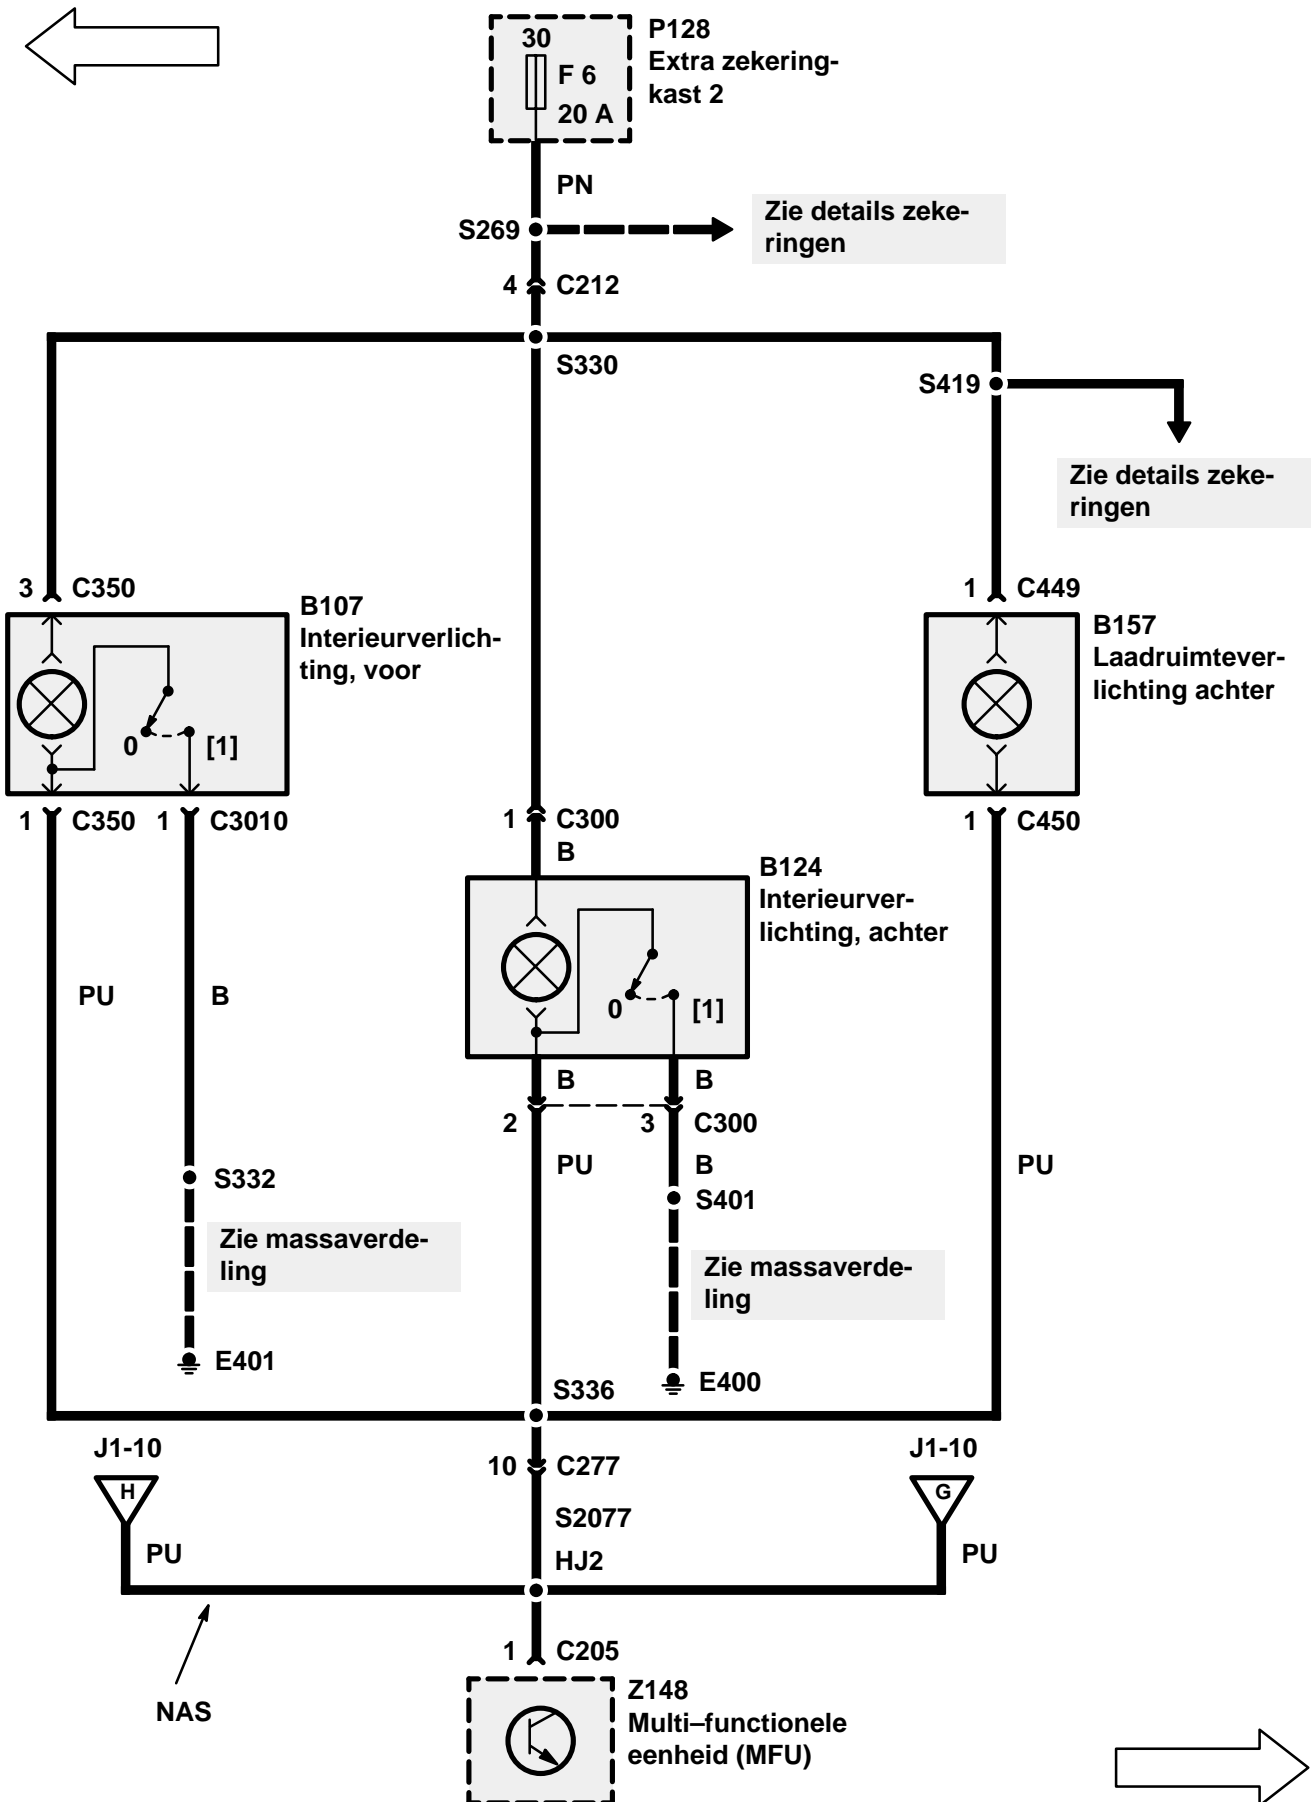 30
F 6
20 A
P128
Extra zekering-
kast 2
PN
S269
Zie details zeke-
ringen
4 C212
S330
S419
Zie details zeke-
ringen
3 C350
B107
Interieurverlich-
ting, voor
0 [1]
1 C350 1 C3010
1 C449
B157
Laadruimtever-
lichting achter
1 C450
1 C300
B
B124
Interieurver-
lichting, achter
0 [1]
B B
2 3 C300
PU B
PU B
PU
S401
S332
Zie massaverde-
ling
Zie massaverde-
ling
E401
E400
S336
J1-10
H
PU
J1-10
G
PU
10 C277
S2077
HJ2
NAS
1 C205
Z148
Multi–functionele
eenheid (MFU)